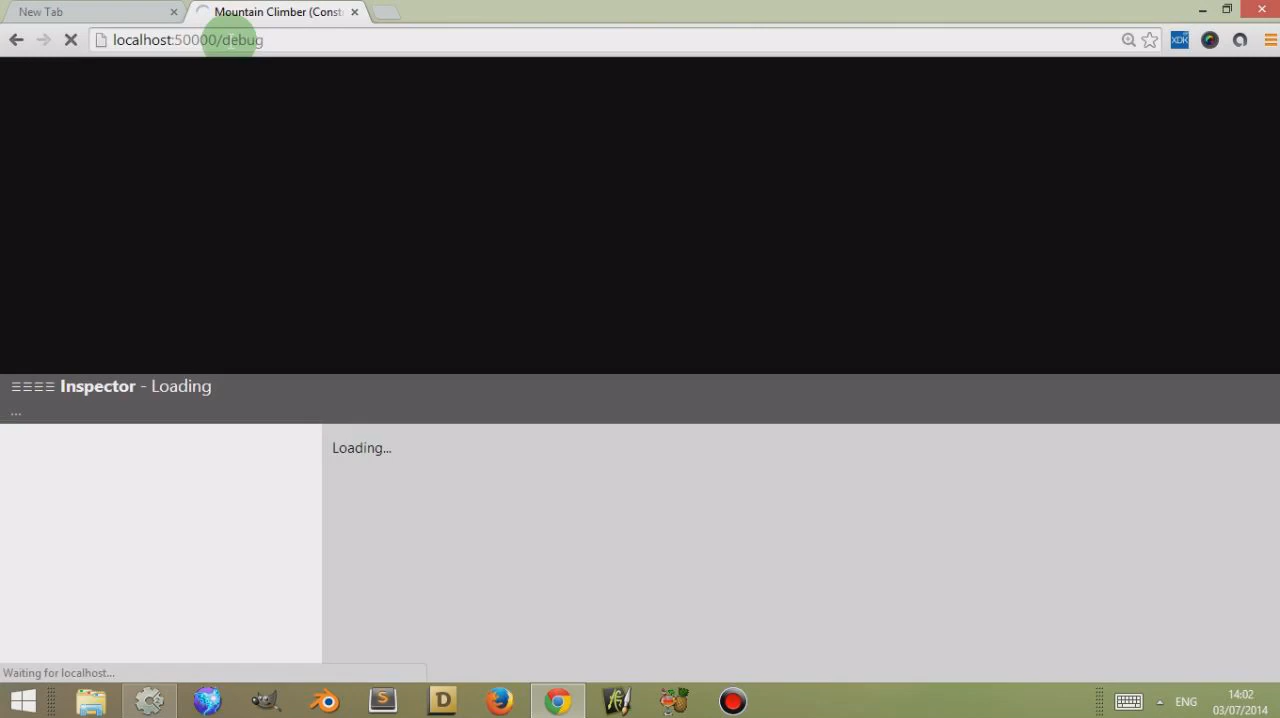 New Tab
Mountain Climber (Const
localhost:50000/debug
XDK
Inspector - Loading
...
Loading...
Waiting for localhost...
S
D
ENG
14:02
03/07/2014